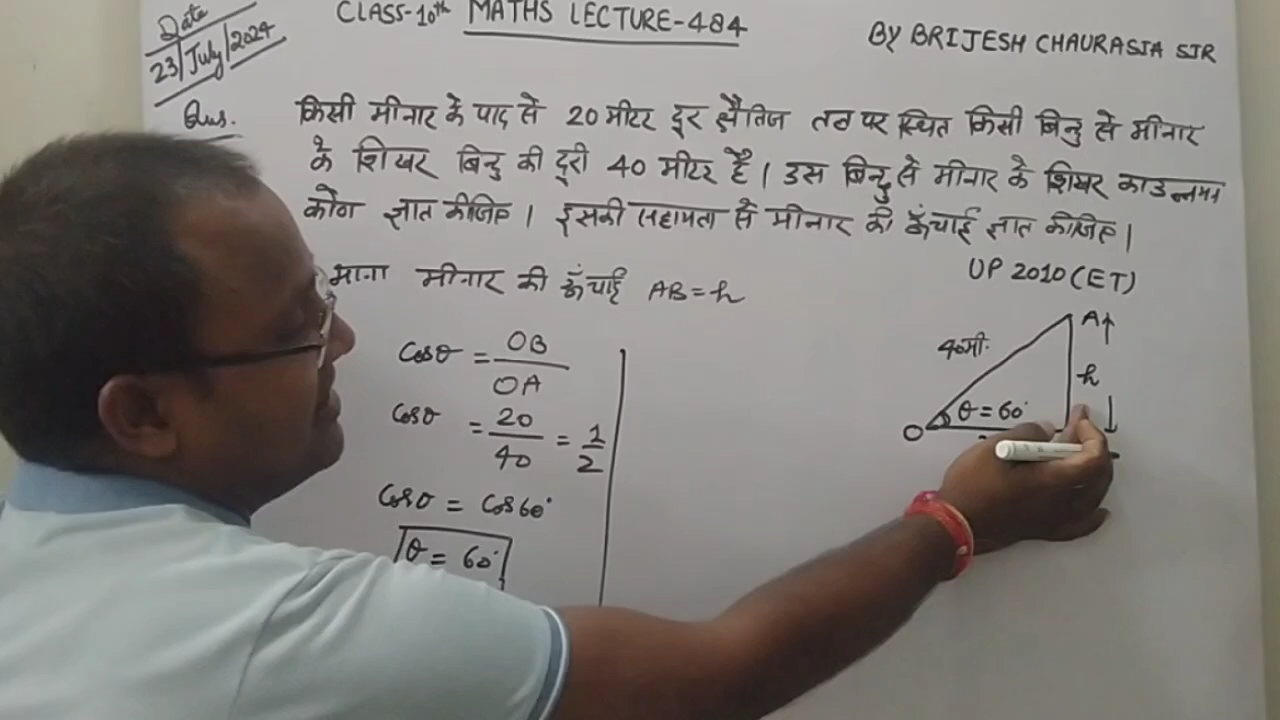 Date
23/July/2024
CLASS-10th MATHS LECTURE-484
BY BRIJESH CHAURASIA SIR
Ques.
किसी मीनार के पाद से 20 मीटर दूर क्षैतिज तल पर स्थित किसी बिन्दु से मीनार
के शिखर बिन्दु की दूरी 40 मीटर है। उस बिन्दु से मीनार के शिखर का उन्नयन
कोण ज्ञात कीजिए। इसकी सहायता से मीनार की ऊँचाई ज्ञात कीजिए।
UP 2010 (ET)
माना मीनार की ऊँचाई AB = h
Cosθ = OB/OA
Cosθ = 20/40 = 1/2
Cosθ = Cos60°
θ = 60°
A
40मी.
h
θ = 60°
O